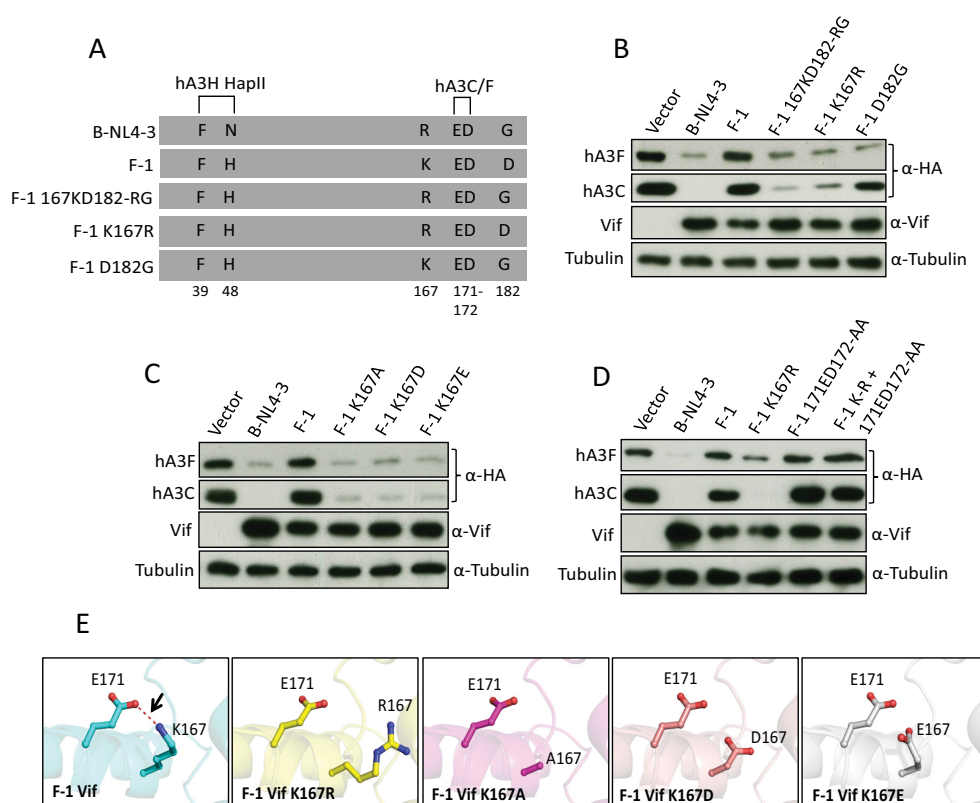 A
hA3H HapII
hA3C/F
B-NL4-3 F N R ED G
F-1 F H K ED D
F-1 167KD182-RG F H R ED G
F-1 K167R F H R ED D
F-1 D182G F H K ED G
39 48 167 171-172 182
B
Vector B-NL4-3 F-1 F-1 167KD182-RG F-1 K167R F-1 D182G
hA3F
hA3C
α-HA
Vif α-Vif
Tubulin α-Tubulin
C
Vector B-NL4-3 F-1 F-1 K167A F-1 K167D F-1 K167E
hA3F
hA3C
α-HA
Vif α-Vif
Tubulin α-Tubulin
D
Vector B-NL4-3 F-1 F-1 K167R F-1 171ED172-AA F-1 K-R + 171ED172-AA
hA3F
hA3C
α-HA
Vif α-Vif
Tubulin α-Tubulin
E
E171 K167 F-1 Vif
E171 R167 F-1 Vif K167R
E171 A167 F-1 Vif K167A
E171 D167 F-1 Vif K167D
E171 E167 F-1 Vif K167E